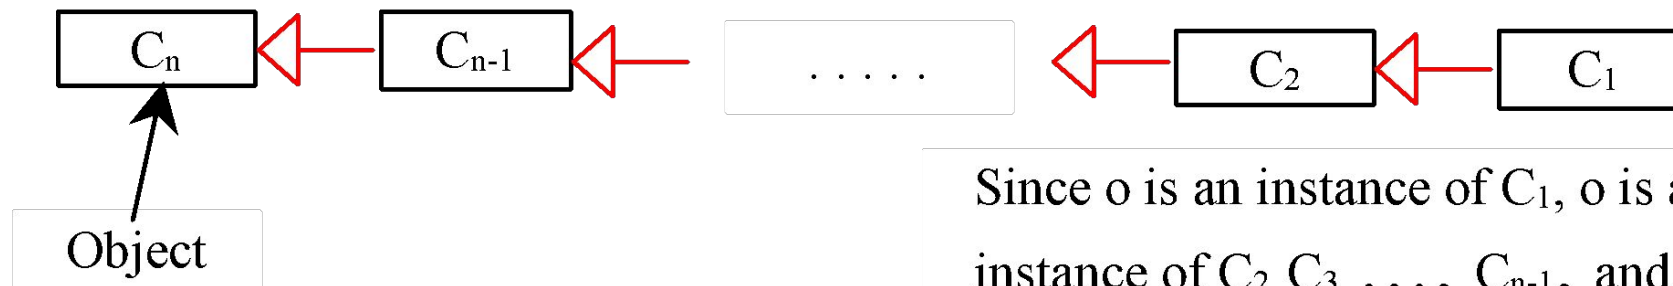 Cn Cn-1 ..... C2 C1
Since o is an instance of C1, o is
Object
instance of C2, C3, ...., Cn-1, and